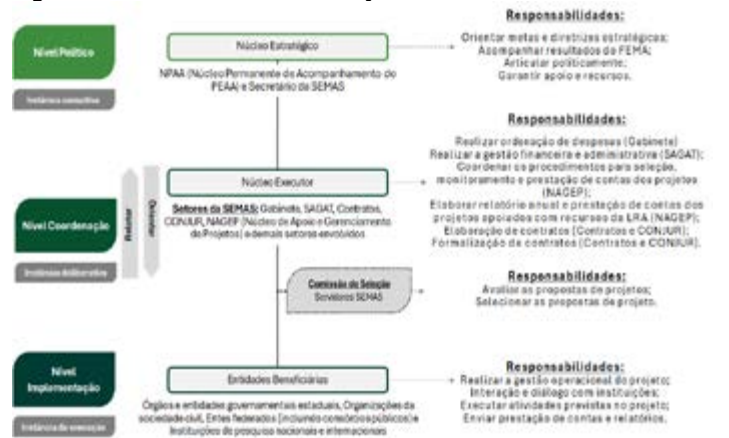 Responsabilidades:
Nível Político
Núcleo Estratégico
Orientar metas e diretrizes estratégicas;
Acompanhar resultados do FEMA;
Articular politicamente;
Garantir apoio e recursos.
NPAA (Núcleo Permanente de Acompanhamento do
PEAA) e Secretário da SEMAS
Instância consultiva
Responsabilidades:
Realizar ordenação de despesas (Gabinete)
Realizar a gestão financeira e administrativa (SAGAT);
Coordenar os procedimentos para seleção,
monitoramento e prestação de contas dos projetos
(NAGEP);
Elaborar relatório anual e prestação de contas dos
projetos apoiados com recursos da LRA (NAGEP);
Elaboração de contratos (Contratos e CONJUR);
Formalização de contratos (Contratos e CONJUR).
Núcleo Executor
Setores da SEMAS: Gabinete, SAGAT, Contratos,
CONJUR, NAGEP (Núcleo de Apoio e Gerenciamento
de Projetos) e demais setores envolvidos
Relatar
Orientar
Nível Coordenação
Instância deliberativa
Comissão de Seleção
Servidores SEMAS
Responsabilidades:
Avaliar as propostas de projetos;
Selecionar as propostas de projeto.
Nível
Implementação
Entidades Beneficiárias
Órgãos e entidades governamentais estaduais, Organizações da
sociedade civil, Entes federados (incluindo consórcios públicos) e
Instituições de pesquisa nacionais e internacionais
Instância de execução
Responsabilidades:
Realizar a gestão operacional do projeto;
Interação e diálogo com instituições;
Executar atividades previstas no projeto;
Enviar prestação de contas e relatórios.